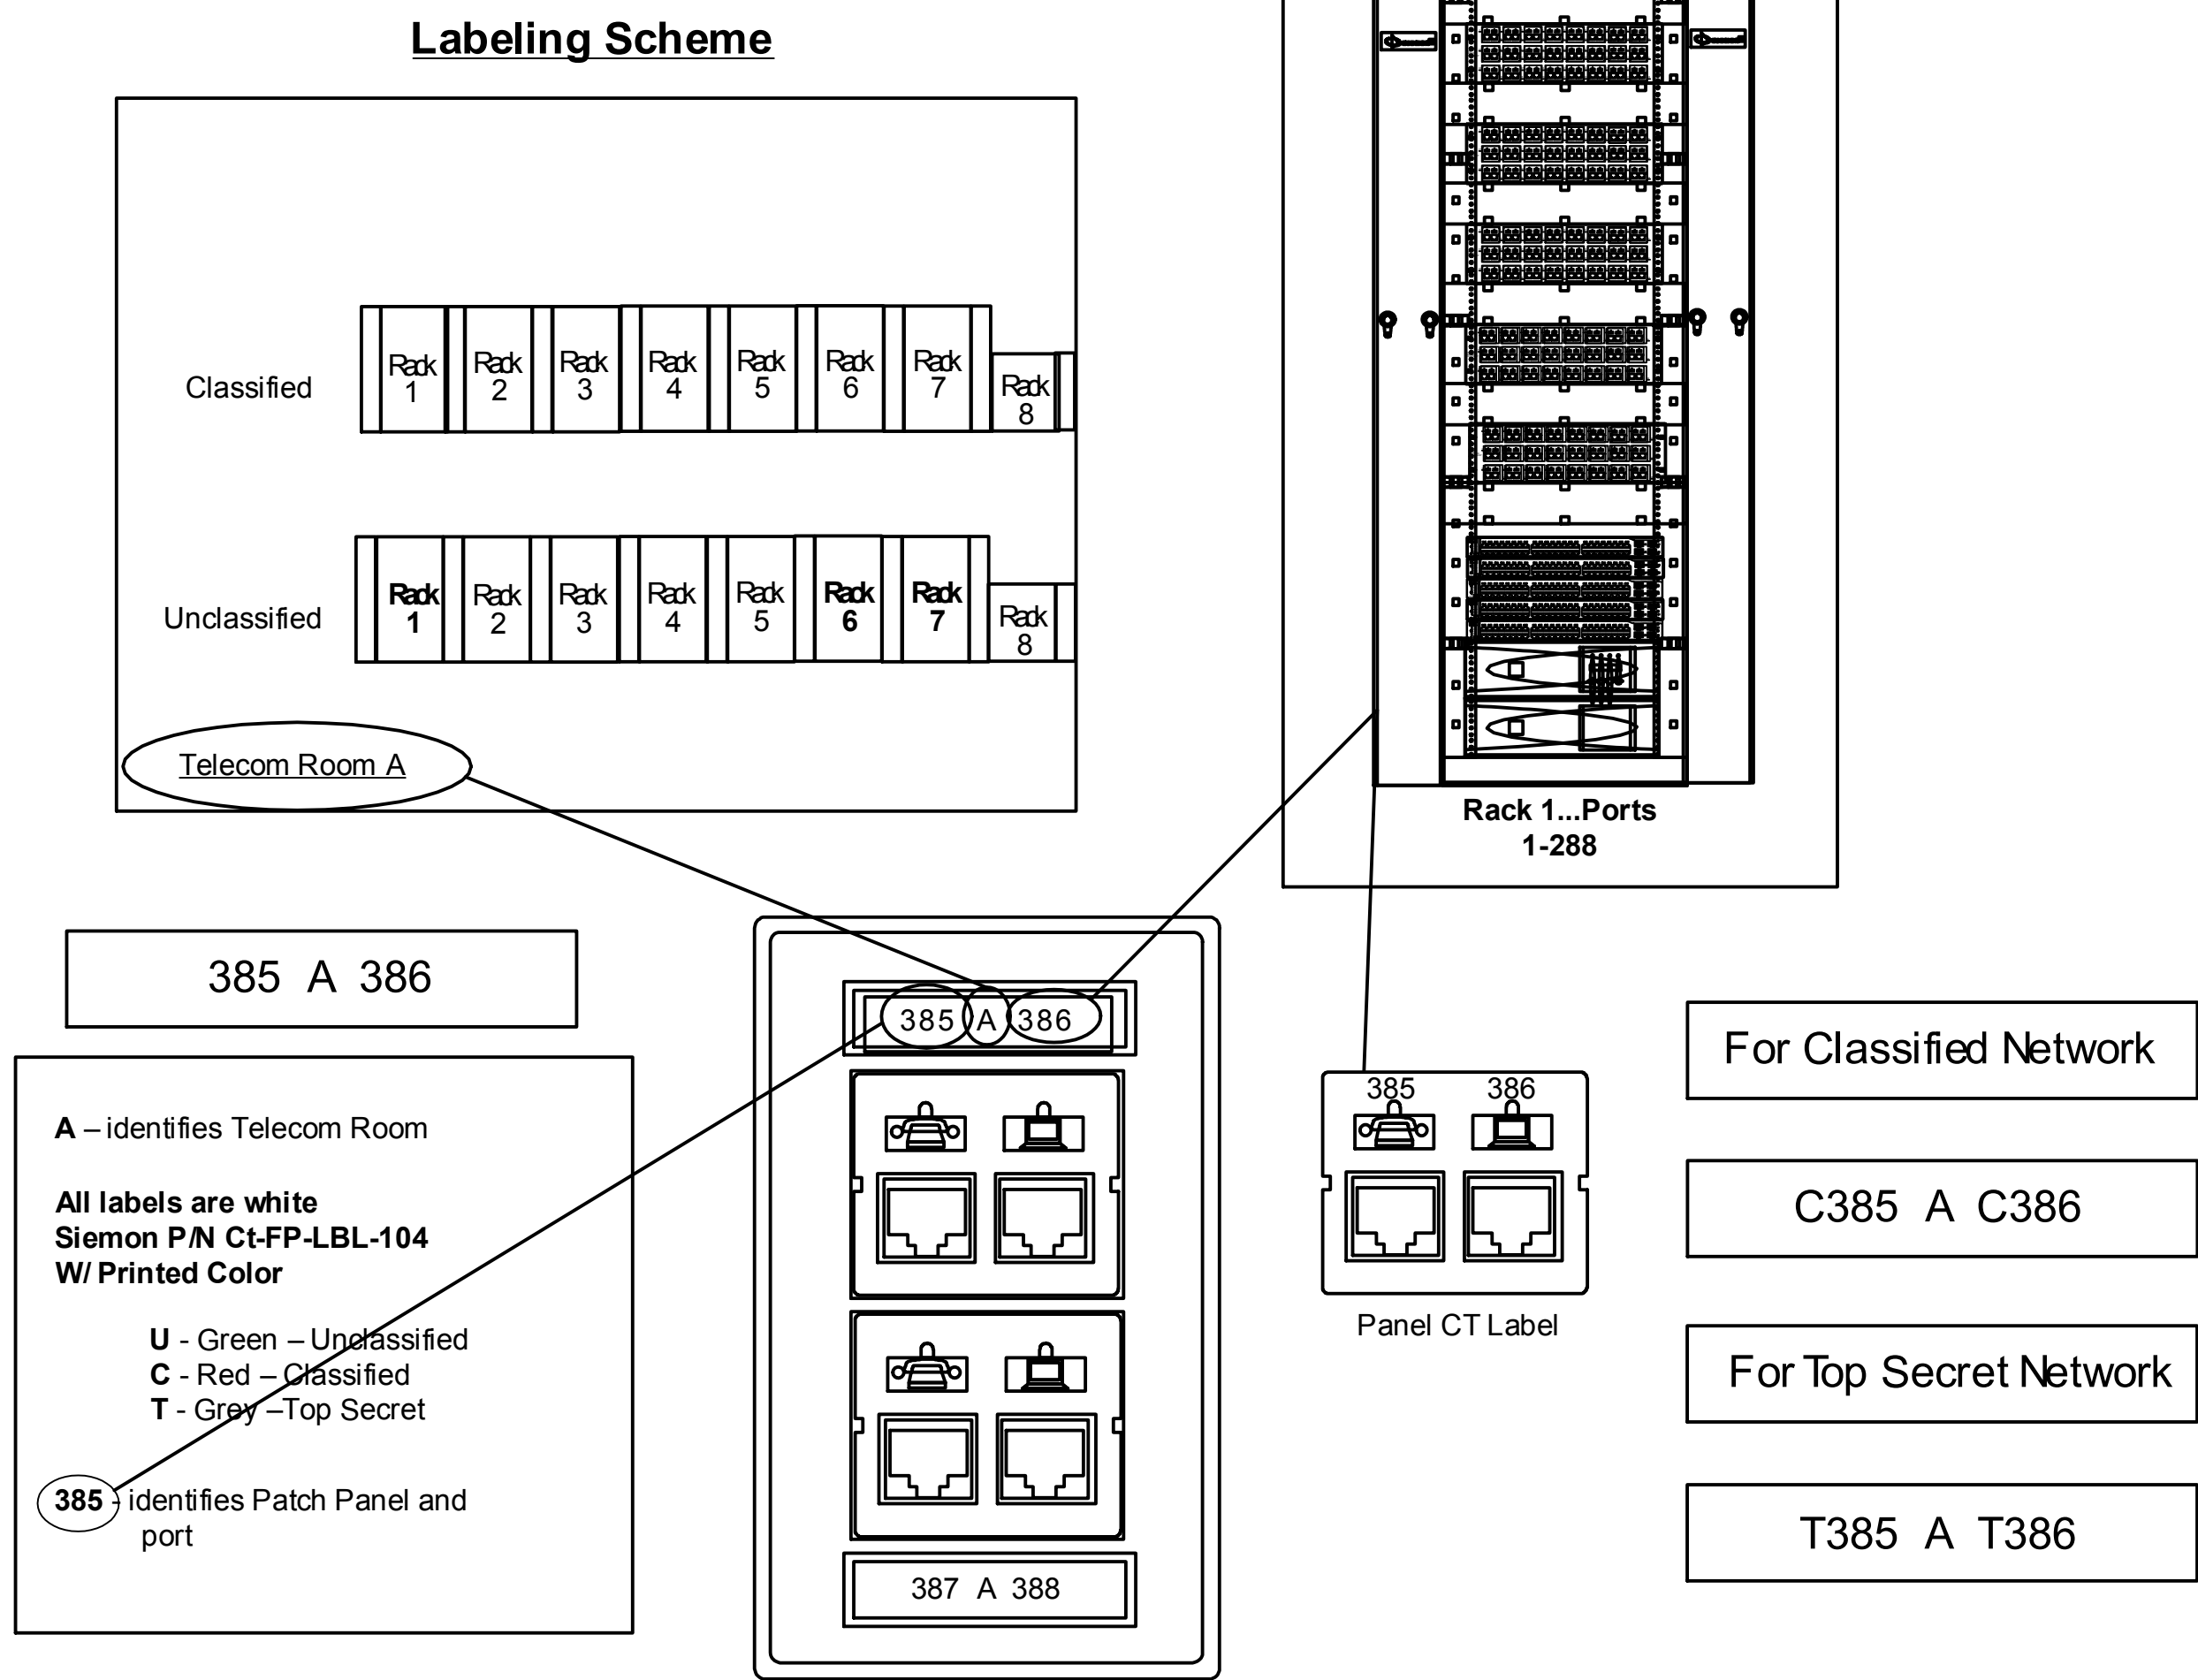 Labeling Scheme
Classified
Rack
1
Rack
2
Rack
3
Rack
4
Rack
5
Rack
6
Rack
7
Rack
8
Unclassified
Rack
1
Rack
2
Rack
3
Rack
4
Rack
5
Rack
6
Rack
7
Rack
8
Telecom Room A
Rack 1...Ports
1-288
385 A 386
A – identifies Telecom Room
All labels are white
Siemon P/N Ct-FP-LBL-104
W/ Printed Color
U - Green – Unclassified
C - Red – Classified
T - Grey –Top Secret
385 - identifies Patch Panel and
port
385 A 386
387 A 388
385 386
Panel CT Label
For Classified Network
C385 A C386
For Top Secret Network
T385 A T386